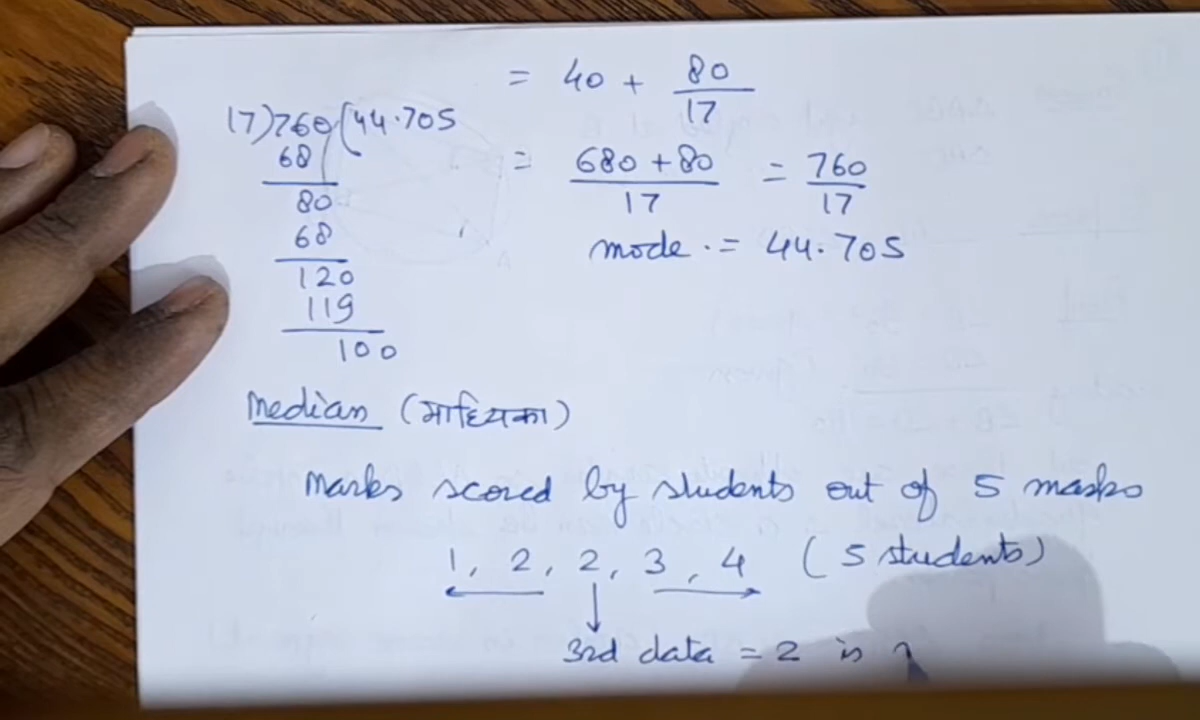 = 40 + 80/17
17)760(44.705
68
80
68
120
119
100
= 680 + 80/17 = 760/17
mode . = 44.705
Median (माध्यिका)
Marks scored by students out of 5 marks
1, 2, 2, 3, 4 (5 students)
3rd data = 2 is